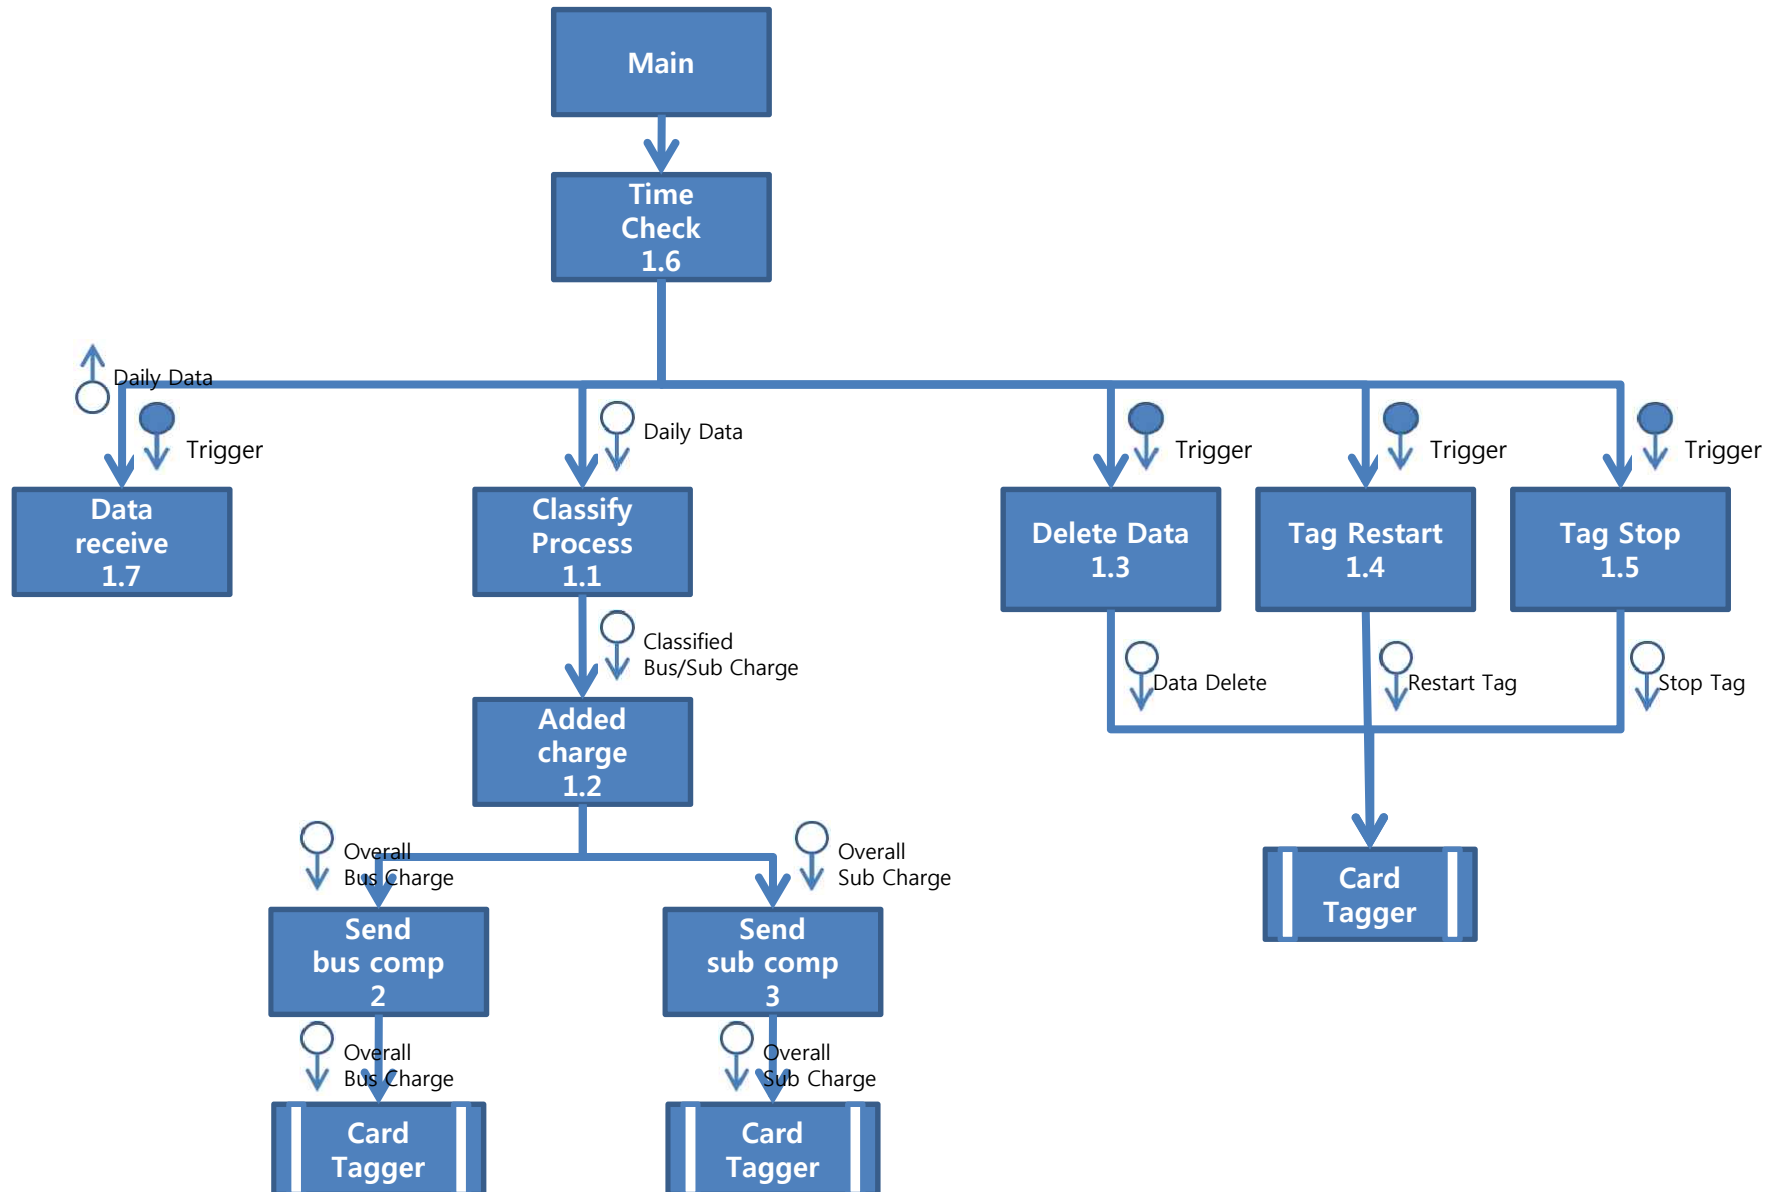 Main
Time
Check
1.6
Daily Data
Trigger
Daily Data
Trigger
Trigger
Trigger
Data
receive
1.7
Classify
Process
1.1
Delete Data
1.3
Tag Restart
1.4
Tag Stop
1.5
Classified
Bus/Sub Charge
Data Delete
Restart Tag
Stop Tag
Added
charge
1.2
Overall
Bus Charge
Overall
Sub Charge
Card
Tagger
Send
bus comp
2
Send
sub comp
3
Overall
Bus Charge
Overall
Sub Charge
Card
Tagger
Card
Tagger